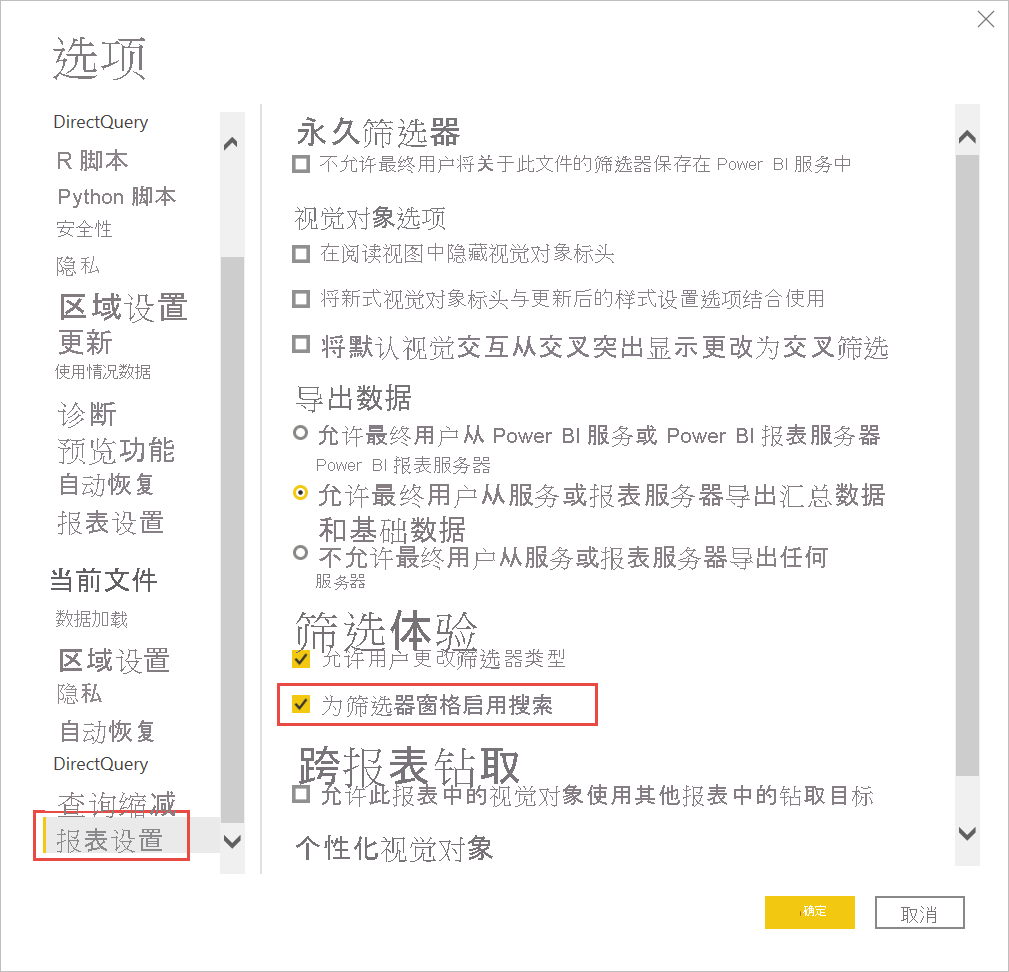 选项
DirectQuery
R 脚本
Python 脚本
安全性
隐私
区域设置
更新
使用情况数据
诊断
预览功能
自动恢复
报表设置
当前文件
数据加载
区域设置
隐私
自动恢复
DirectQuery
查询缩减
报表设置
永久筛选器
不允许最终用户将关于此文件的筛选器保存在 Power BI 服务中
视觉对象选项
在阅读视图中隐藏视觉对象标头
将新式视觉对象标头与更新后的样式设置选项结合使用
将默认视觉交互从交叉突出显示更改为交叉筛选
导出数据
允许最终用户从 Power BI 服务或 Power BI 报表服务器
Power BI 报表服务器
允许最终用户从服务或报表服务器导出汇总数据
和基础数据
不允许最终用户从服务或报表服务器导出任何
服务器
筛选体验
允许用户更改筛选器类型
为筛选器窗格启用搜索
跨报表钻取
允许此报表中的视觉对象使用其他报表中的钻取目标
个性化视觉对象
确定
取消